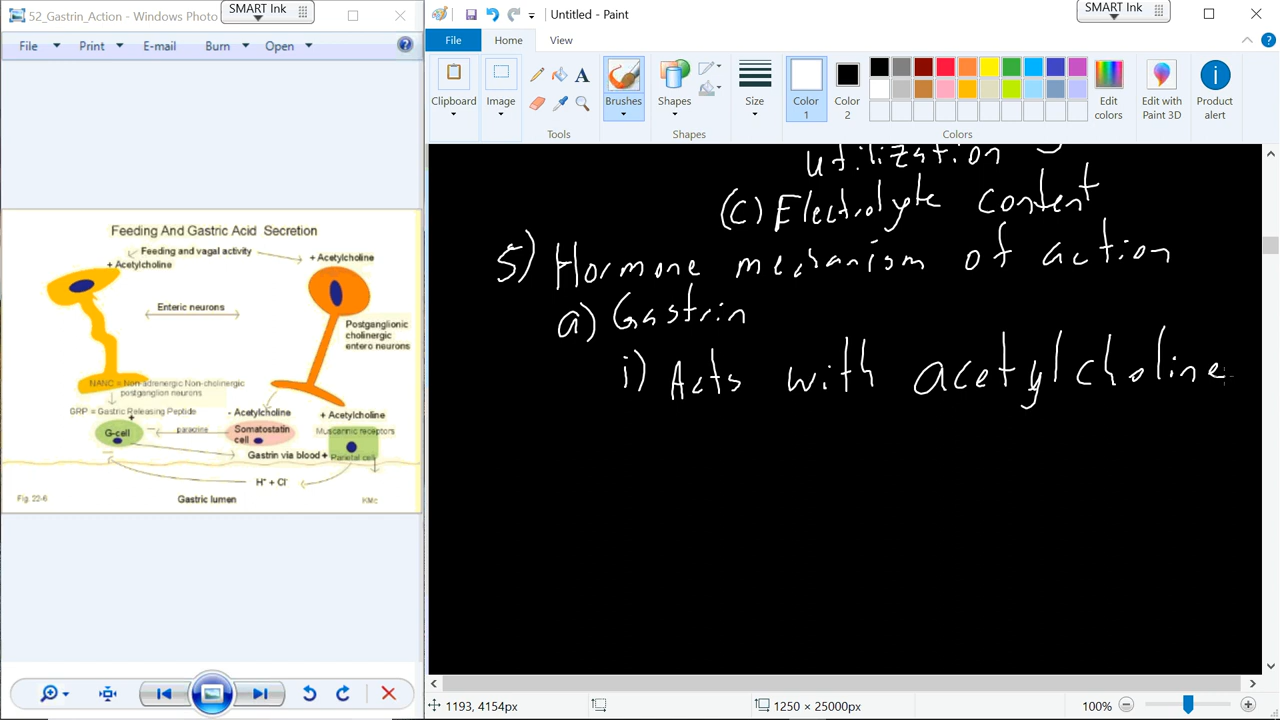 52_Gastrin_Action - Windows Photo
SMART Ink
File Print E-mail Burn Open
Feeding And Gastric Acid Secretion
Feeding and vagal activity
+ Acetylcholine
+ Acetylcholine
Enteric neurons
Postganglionic
cholinergic
entero neurons
NANC = Non-adrenergic Non-cholinergic
postganglion neurons
GRP = Gastric Releasing Peptide
+
- Acetylcholine
+ Acetylcholine
Muscarinic receptors
G-cell
paracrine
Somatostatin
cell
Gastrin via blood +
Parietal cell
H+ + Cl-
Gastric lumen
Fig. 22-6
KMc
Untitled - Paint
SMART Ink
File Home View
Clipboard
Image
Tools
Brushes
Shapes
Shapes
Size
Color
1
Color
2
Edit
colors
Colors
Edit with
Paint 3D
Product
alert
utilization
(c) Electrolyte content
5) Hormone mechanism of action
a) Gastrin
i) Acts with acetylcholine
1193, 4154px
1250 × 25000px
100%